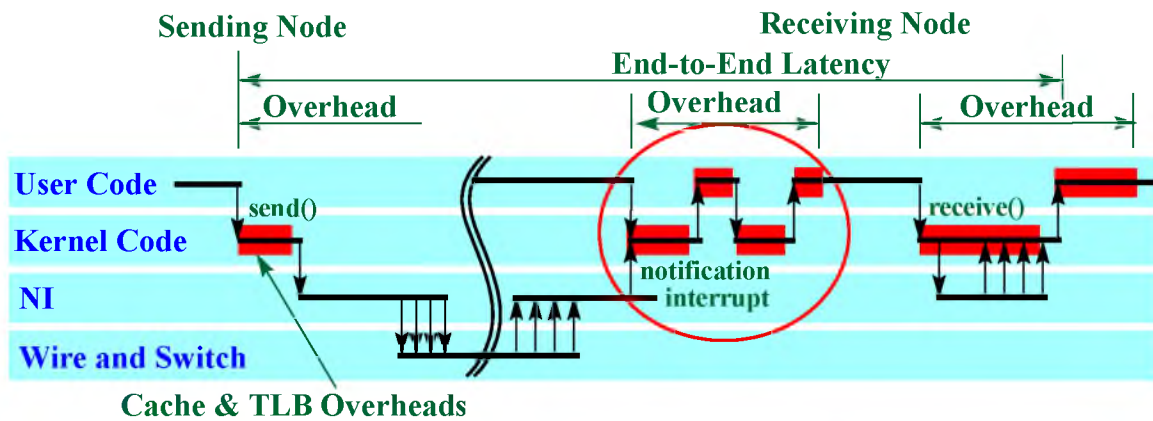 Sending Node
Receiving Node
End-to-End Latency
Overhead
Overhead
Overhead
User Code
send()
receive()
Kernel Code
notification
interrupt
NI
Wire and Switch
Cache & TLB Overheads